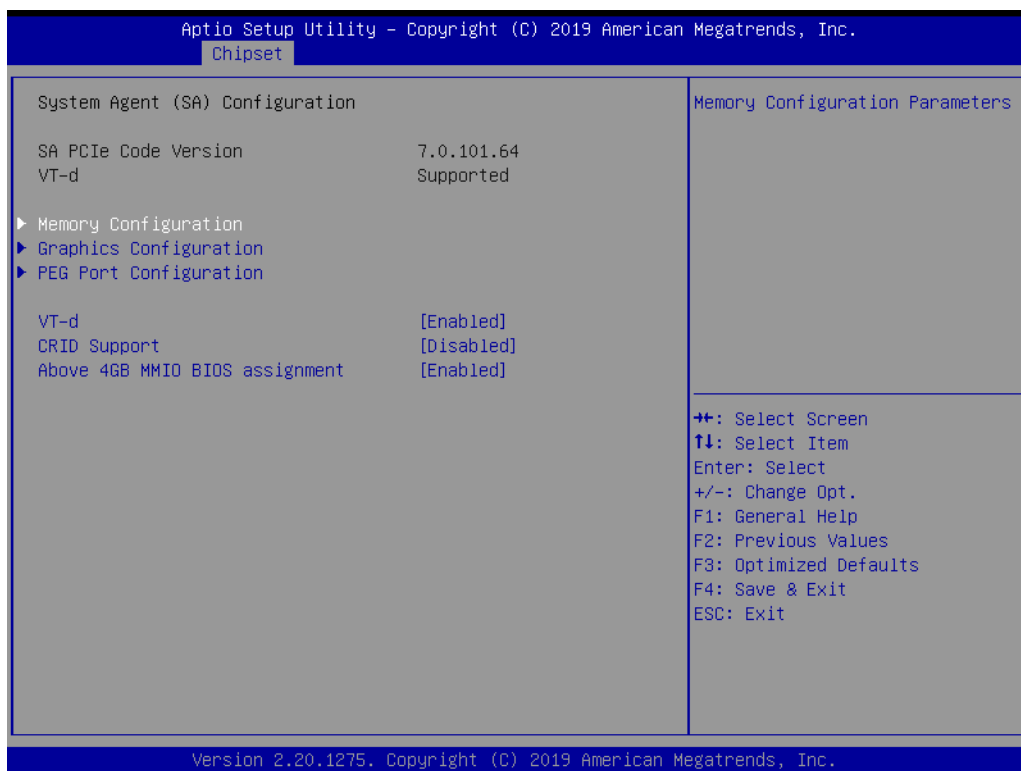 Aptio Setup Utility – Copyright (C) 2019 American Megatrends, Inc.
Chipset
System Agent (SA) Configuration
SA PCIe Code Version 7.0.101.64
VT-d Supported
Memory Configuration
Graphics Configuration
PEG Port Configuration
VT-d [Enabled]
CRID Support [Disabled]
Above 4GB MMIO BIOS assignment [Enabled]
Memory Configuration Parameters
→←: Select Screen
↑↓: Select Item
Enter: Select
+/-: Change Opt.
F1: General Help
F2: Previous Values
F3: Optimized Defaults
F4: Save & Exit
ESC: Exit
Version 2.20.1275. Copyright (C) 2019 American Megatrends, Inc.